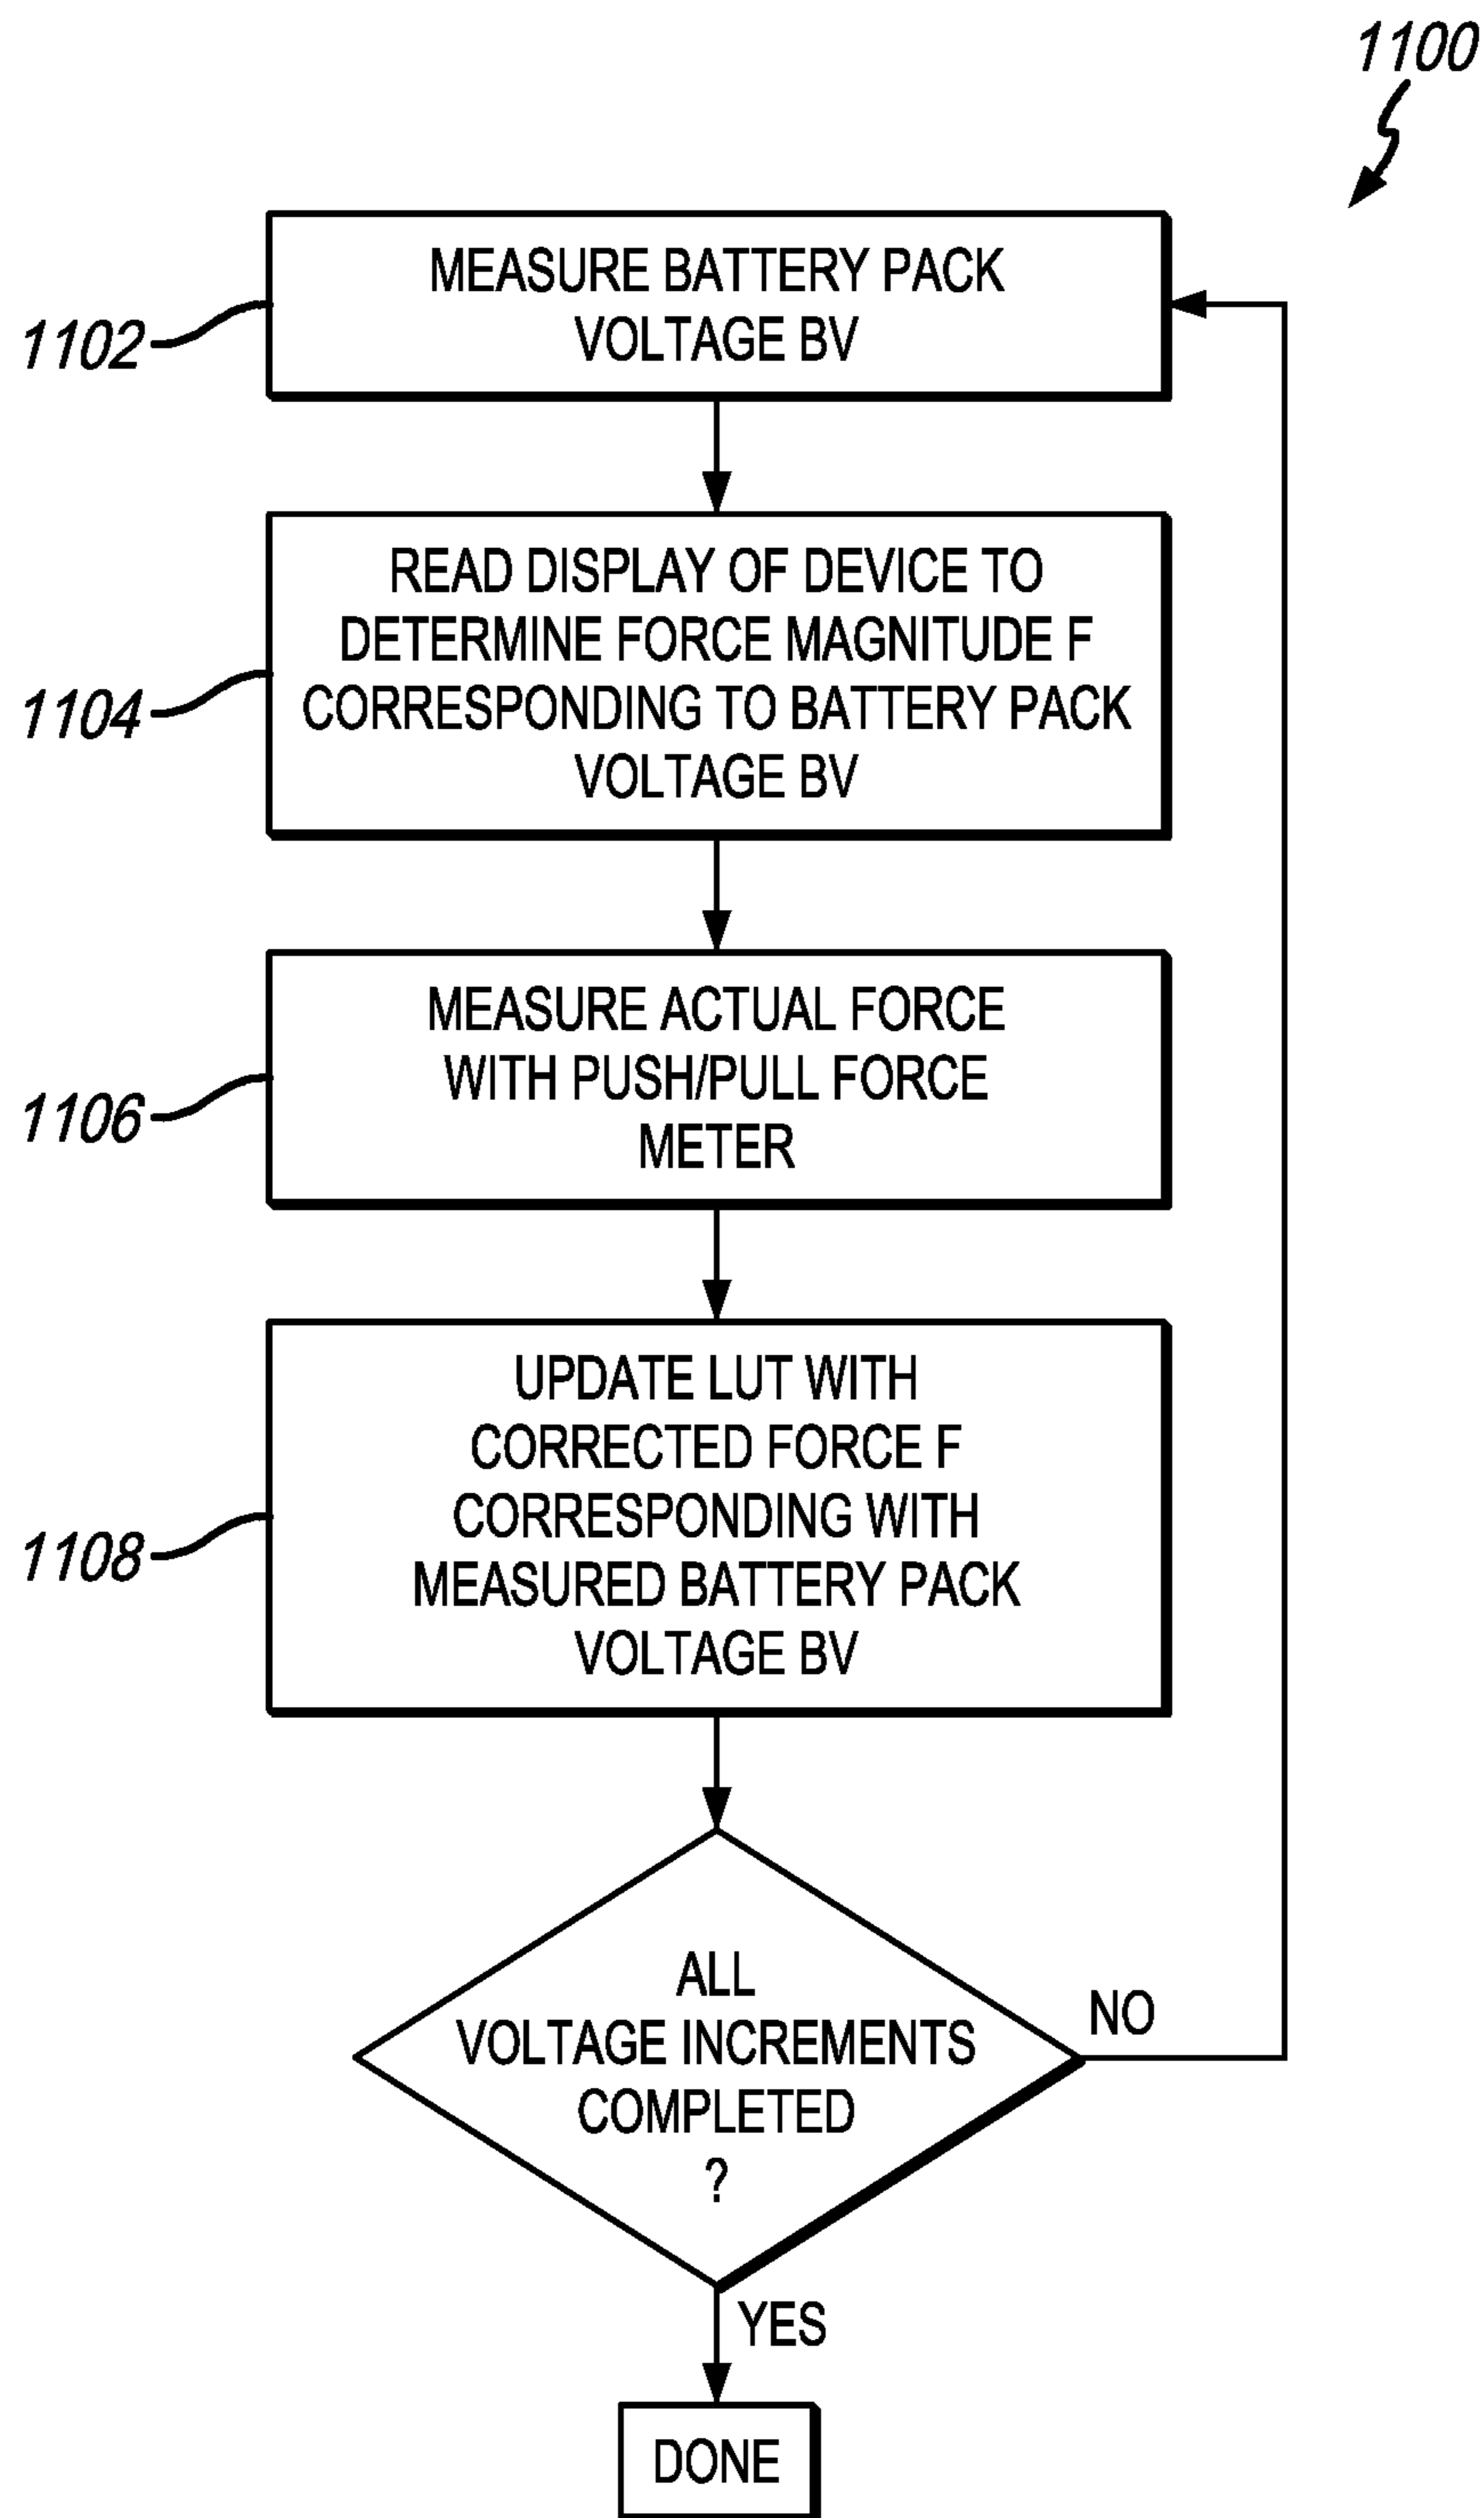 1100
MEASURE BATTERY PACK
VOLTAGE BV
1102
READ DISPLAY OF DEVICE TO
DETERMINE FORCE MAGNITUDE F
CORRESPONDING TO BATTERY PACK
VOLTAGE BV
1104
MEASURE ACTUAL FORCE
WITH PUSH/PULL FORCE
METER
1106
UPDATE LUT WITH
CORRECTED FORCE F
CORRESPONDING WITH
MEASURED BATTERY PACK
VOLTAGE BV
1108
ALL
VOLTAGE INCREMENTS
COMPLETED
?
NO
YES
DONE